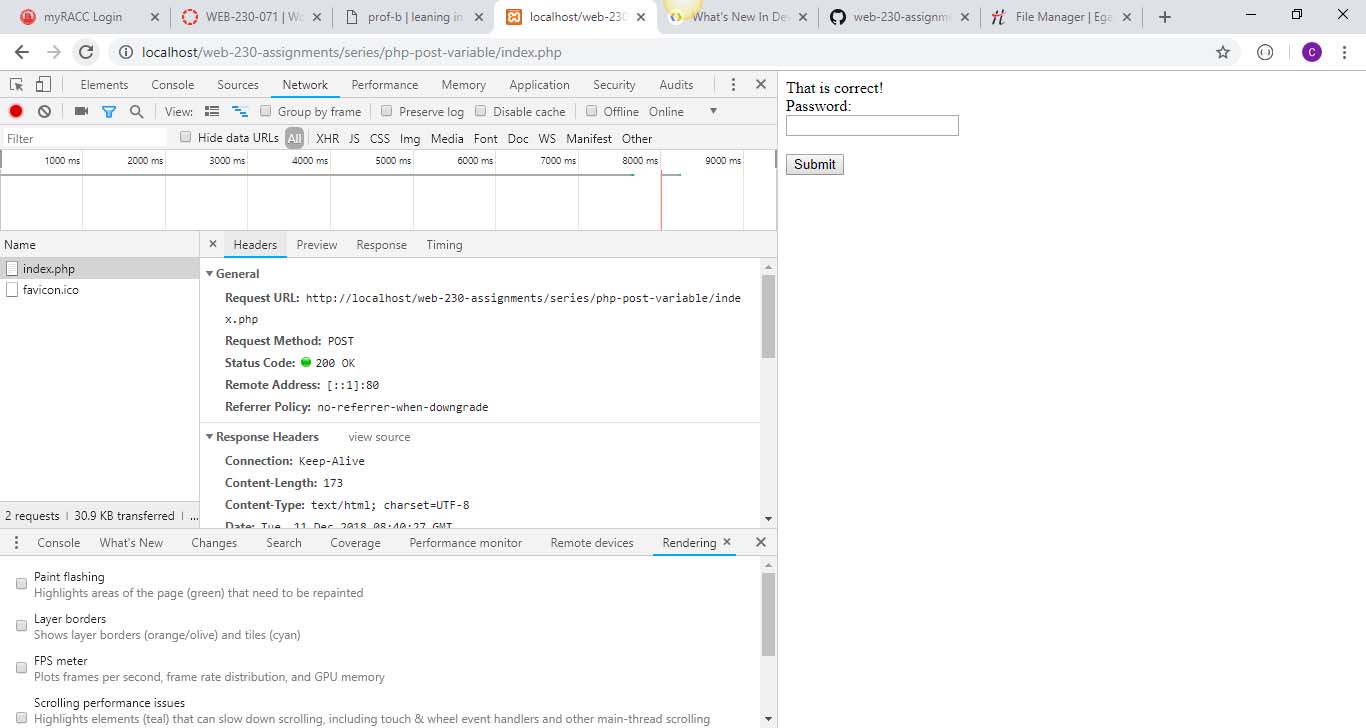 myRACC Login
WEB-230-071 | Wo
prof-b | leaning in
localhost/web-230
What's New In Dev
web-230-assignm
File Manager | Ega
localhost/web-230-assignments/series/php-post-variable/index.php
C
Elements Console Sources Network Performance Memory Application Security Audits
View: Group by frame Preserve log Disable cache Offline Online
Filter Hide data URLs All XHR JS CSS Img Media Font Doc WS Manifest Other
1000 ms 2000 ms 3000 ms 4000 ms 5000 ms 6000 ms 7000 ms 8000 ms 9000 ms
Name
index.php
favicon.ico
2 requests | 30.9 KB transferred | ...
Headers Preview Response Timing
General
Request URL: http://localhost/web-230-assignments/series/php-post-variable/inde
x.php
Request Method: POST
Status Code: 200 OK
Remote Address: [::1]:80
Referrer Policy: no-referrer-when-downgrade
Response Headers view source
Connection: Keep-Alive
Content-Length: 173
Content-Type: text/html; charset=UTF-8
Date: Tue, 11 Dec 2018 08:40:27 GMT
Console What's New Changes Search Coverage Performance monitor Remote devices Rendering
Paint flashing
Highlights areas of the page (green) that need to be repainted
Layer borders
Shows layer borders (orange/olive) and tiles (cyan)
FPS meter
Plots frames per second, frame rate distribution, and GPU memory
Scrolling performance issues
Highlights elements (teal) that can slow down scrolling, including touch & wheel event handlers and other main-thread scrolling
That is correct!
Password:
Submit